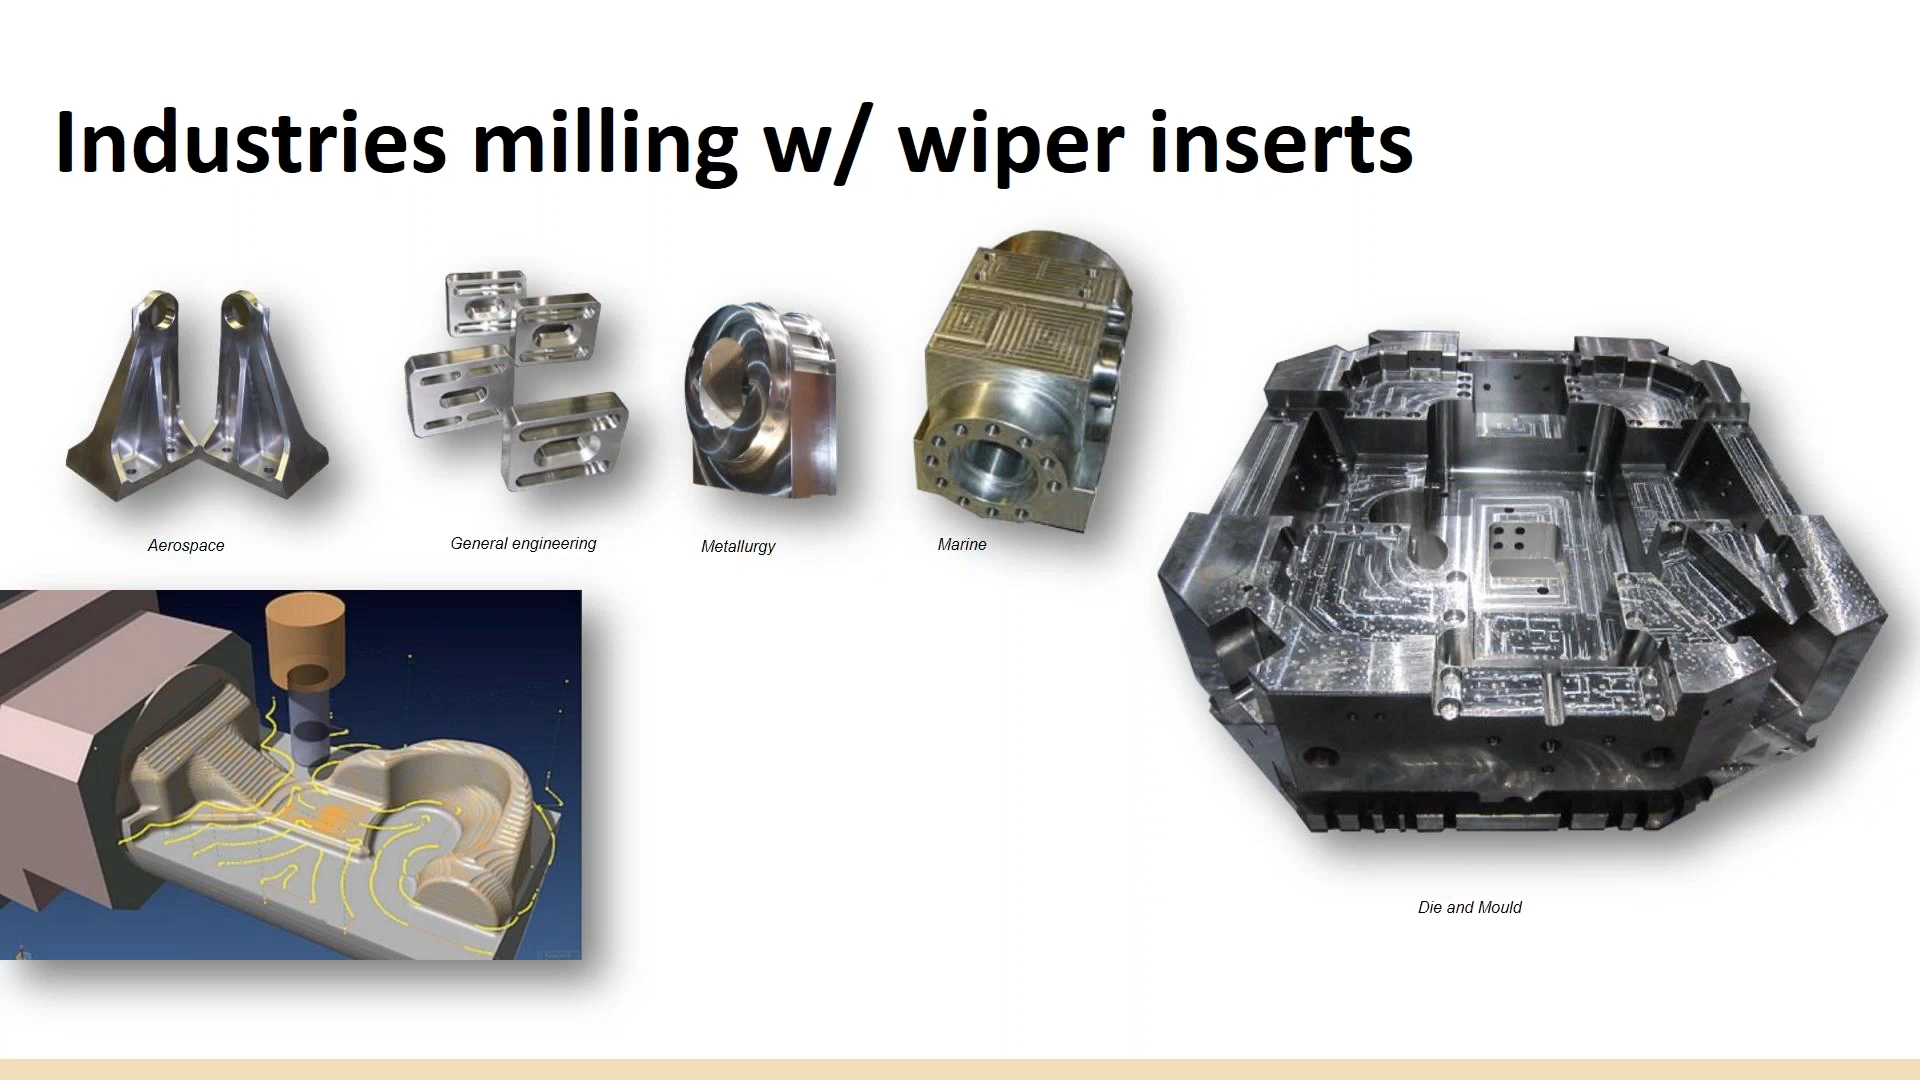 Industries milling w/ wiper inserts
Aerospace
General engineering
Metallurgy
Marine
Die and Mould